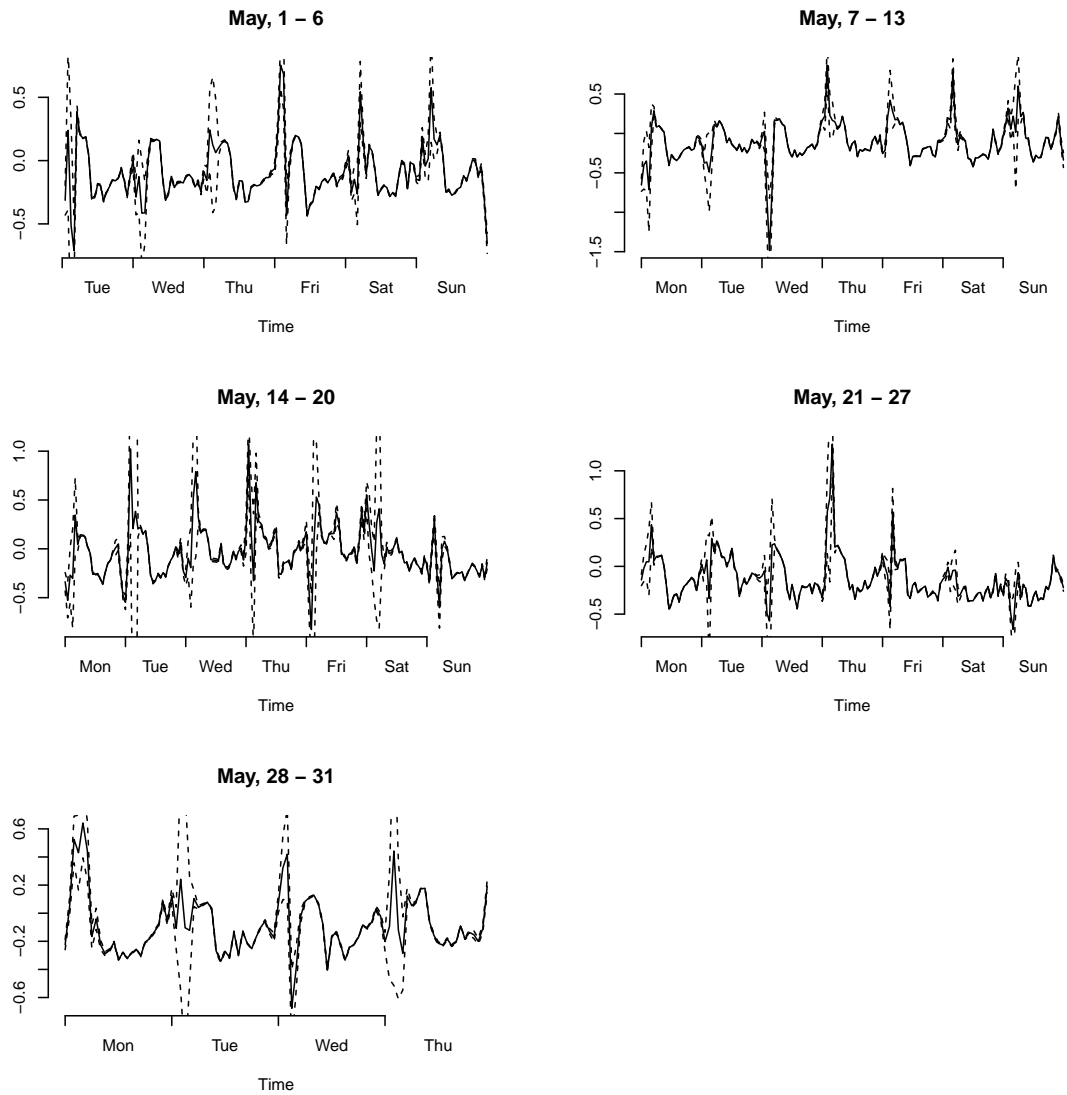 May, 1 – 6
0.5
0.0
−0.5
Tue Wed Thu Fri Sat Sun
Time
May, 7 – 13
0.5
−0.5
−1.5
Mon Tue Wed Thu Fri Sat Sun
Time
May, 14 – 20
1.0
0.5
0.0
−0.5
Mon Tue Wed Thu Fri Sat Sun
Time
May, 21 – 27
1.0
0.5
0.0
−0.5
Mon Tue Wed Thu Fri Sat Sun
Time
May, 28 – 31
0.6
0.2
−0.2
−0.6
Mon Tue Wed Thu
Time